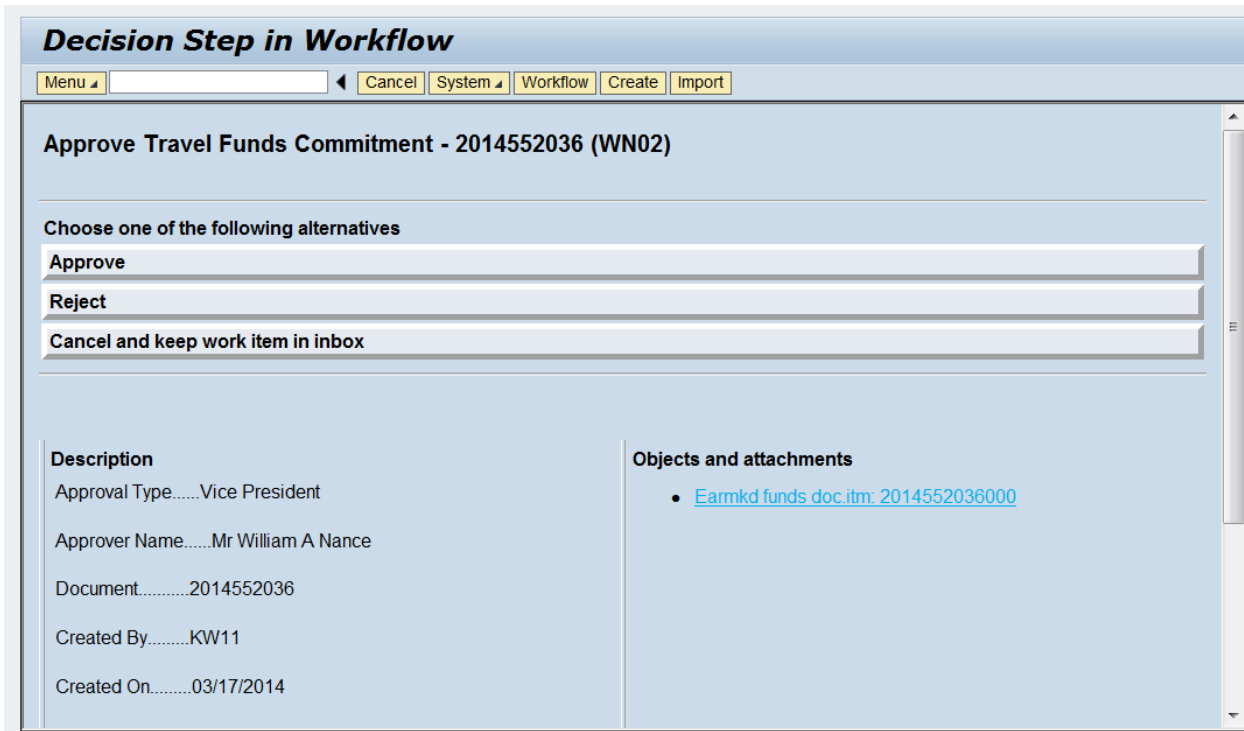 Decision Step in Workflow
Menu Cancel System Workflow Create Import
Approve Travel Funds Commitment - 2014552036 (WN02)
Choose one of the following alternatives
Approve
Reject
Cancel and keep work item in inbox
Description
Approval Type......Vice President
Approver Name......Mr William A Nance
Document..........2014552036
Created By.........KW11
Created On.........03/17/2014
Objects and attachments
Earmkd funds doc.itm: 2014552036000